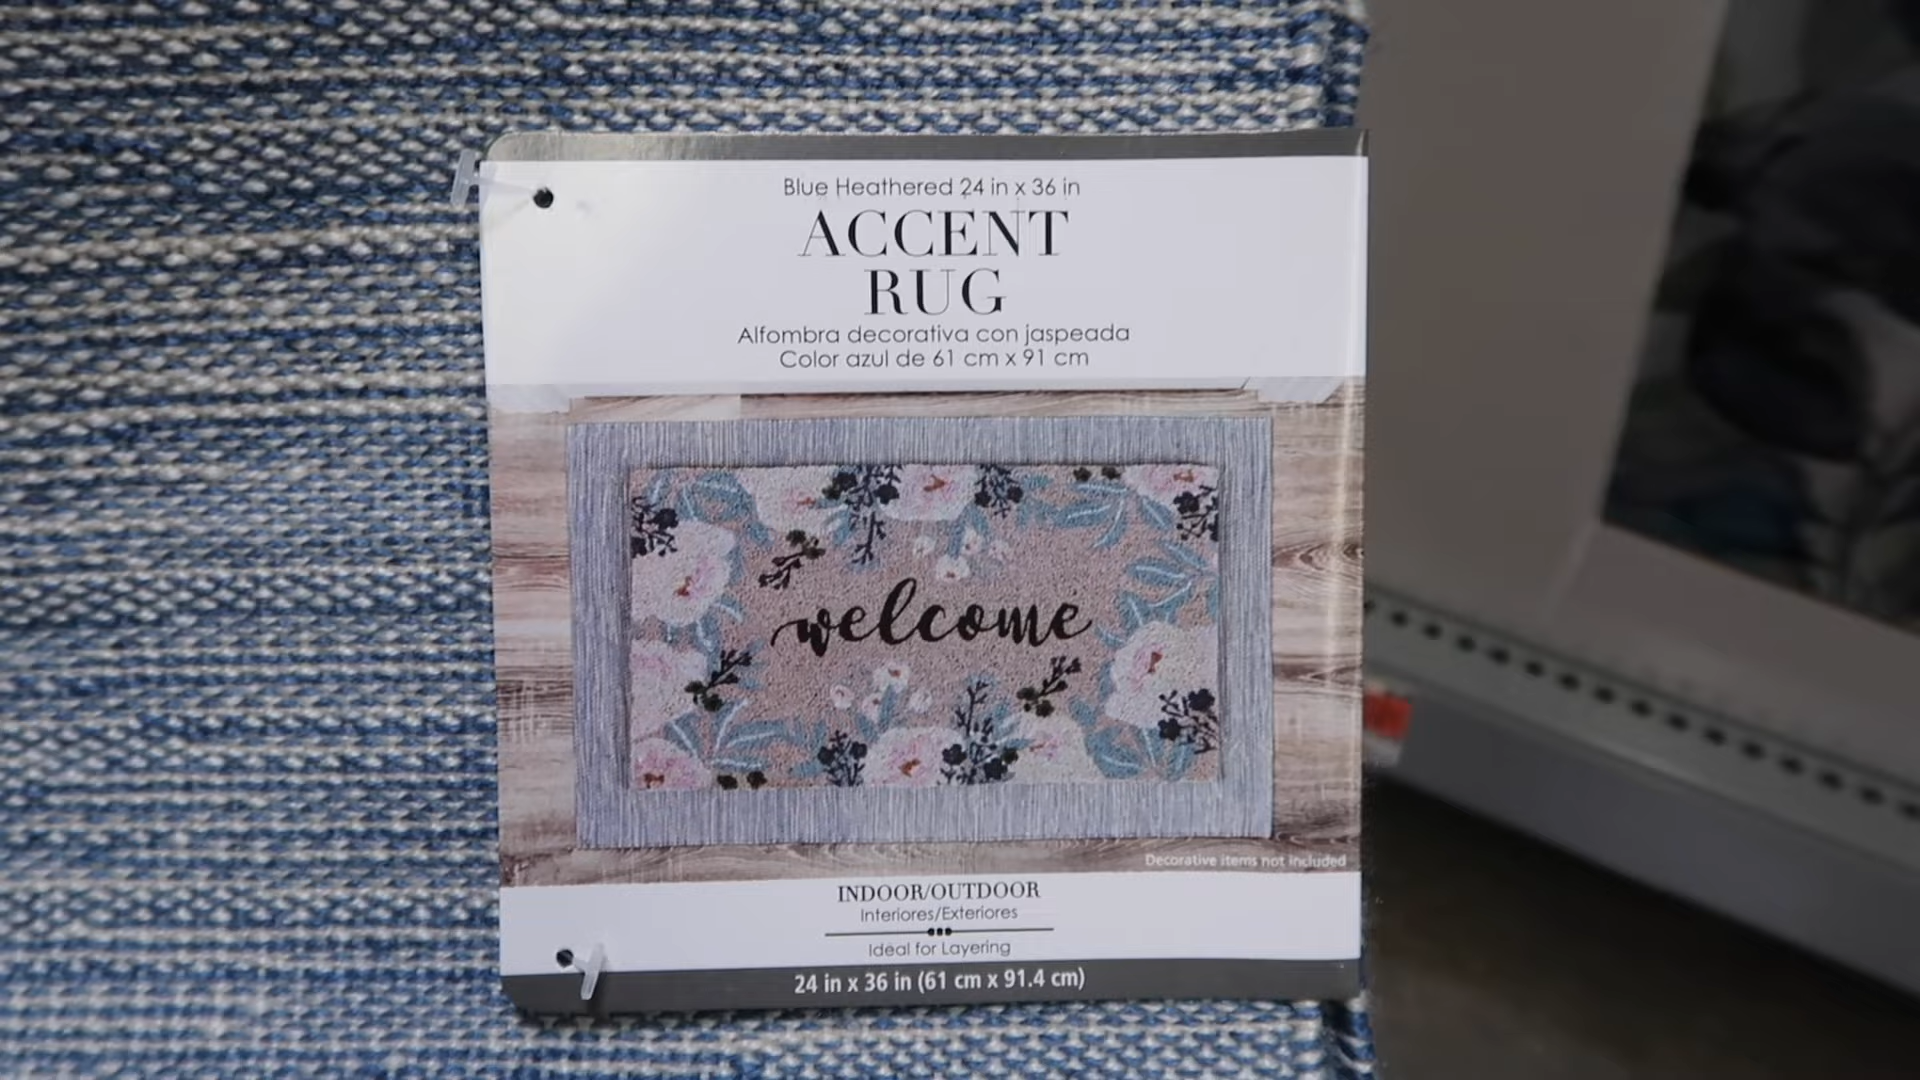 Blue Heathered 24 in x 36 in
ACCENT
RUG
Alfombra decorativa con jaspeada
Color azul de 61 cm x 91 cm
welcome
Decorative items not included
INDOOR/OUTDOOR
Interiores/Exteriores
Ideal for Layering
24 in x 36 in (61 cm x 91.4 cm)